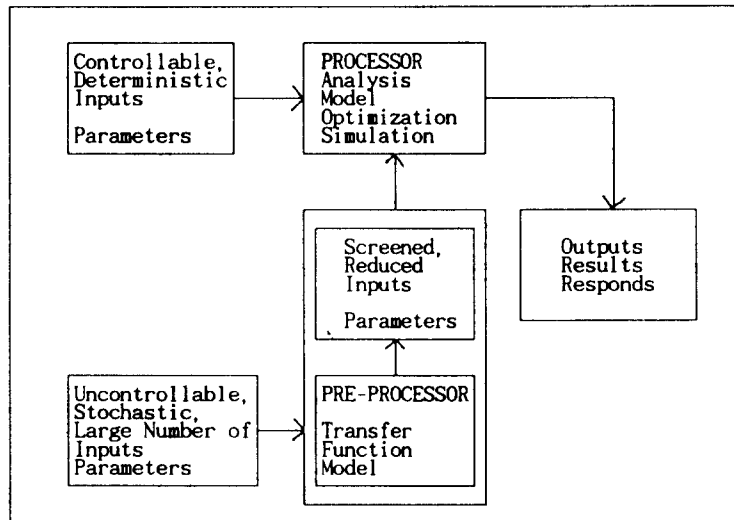 Controllable,
Deterministic
Inputs
Parameters
PROCESSOR
Analysis
Model
Optimization
Simulation
Outputs
Results
Responds
Screened,
Reduced
Inputs
Parameters
Uncontrollable,
Stochastic,
Large Number of
Inputs
Parameters
PRE-PROCESSOR
Transfer
Function
Model